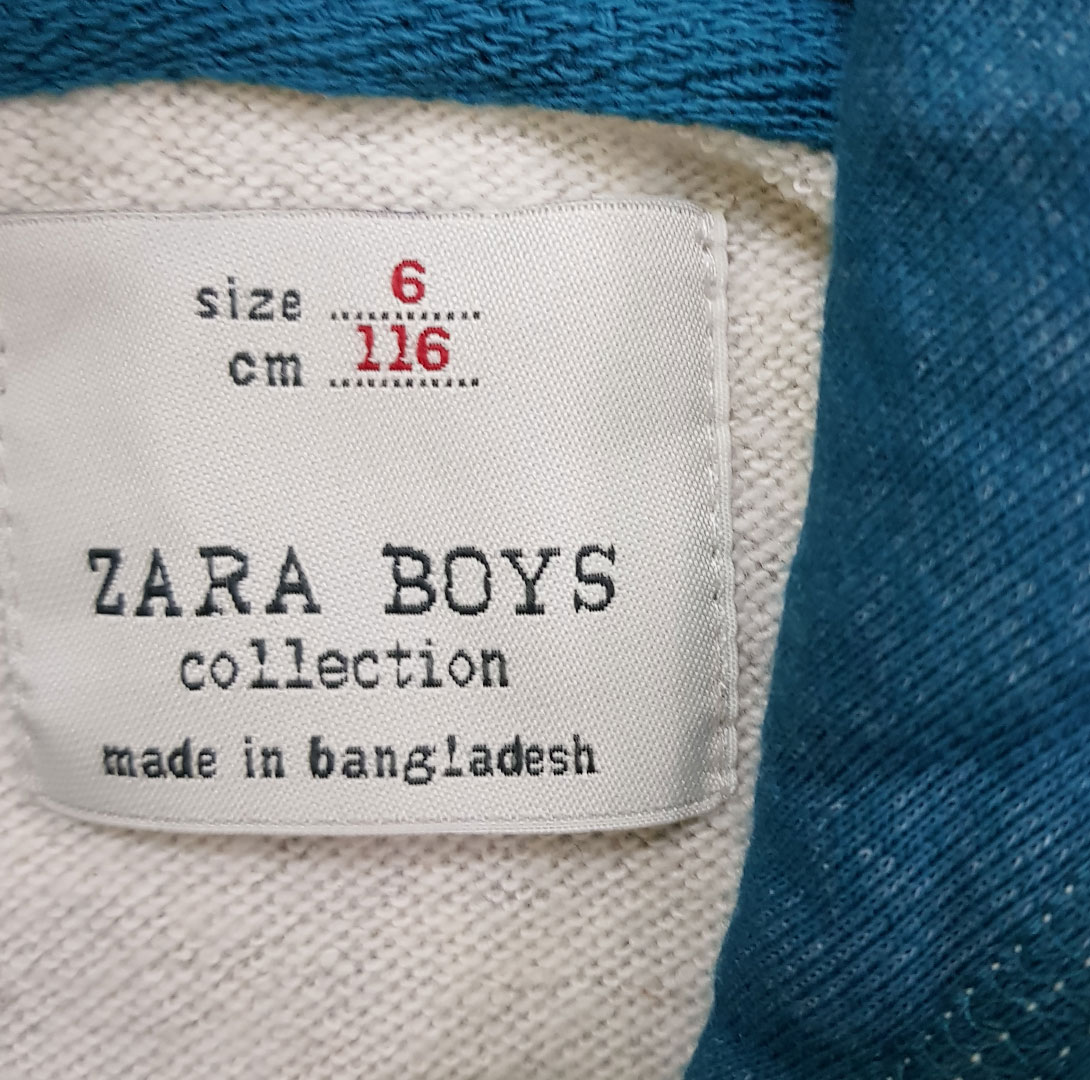 size 6
cm 116
ZARA BOYS
collection
made in bangladesh